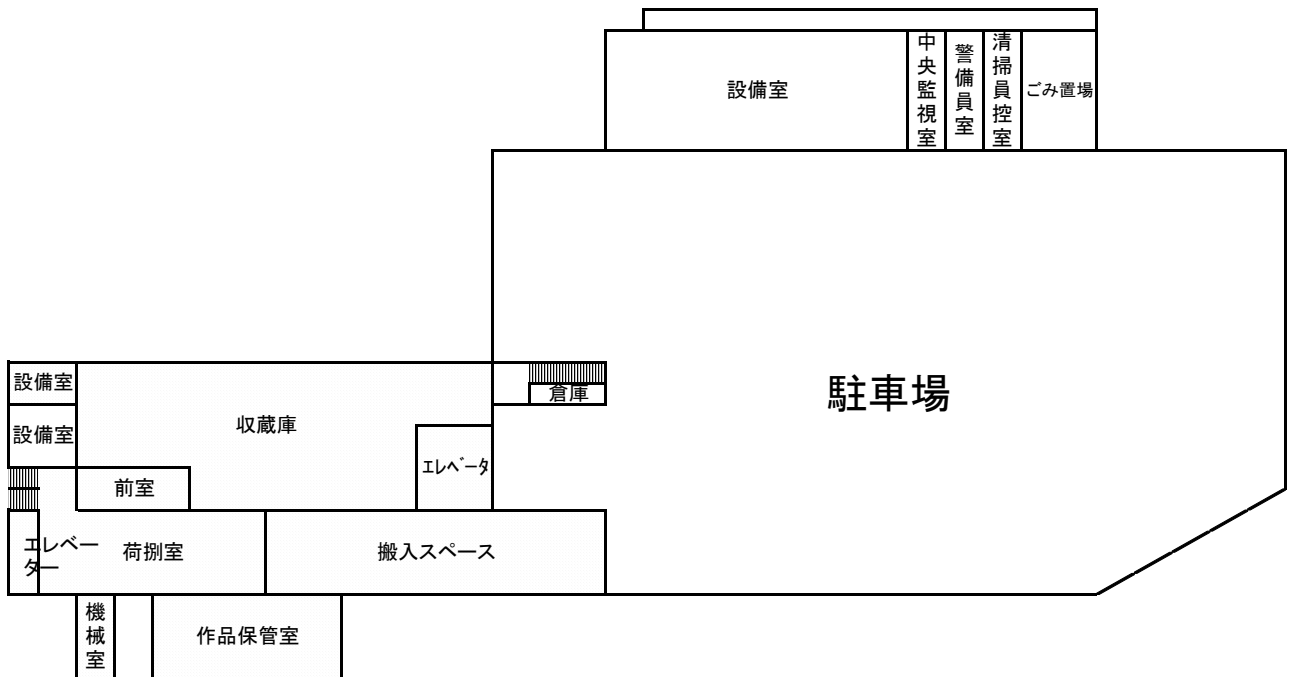 設備室
中央監視室
警備員室
清掃員控室
ごみ置場
駐車場
設備室
倉庫
収蔵庫
設備室
ｴﾚﾍﾞｰﾀ
前室
エレベー
ター
荷捌室
搬入スペース
機械室
作品保管室